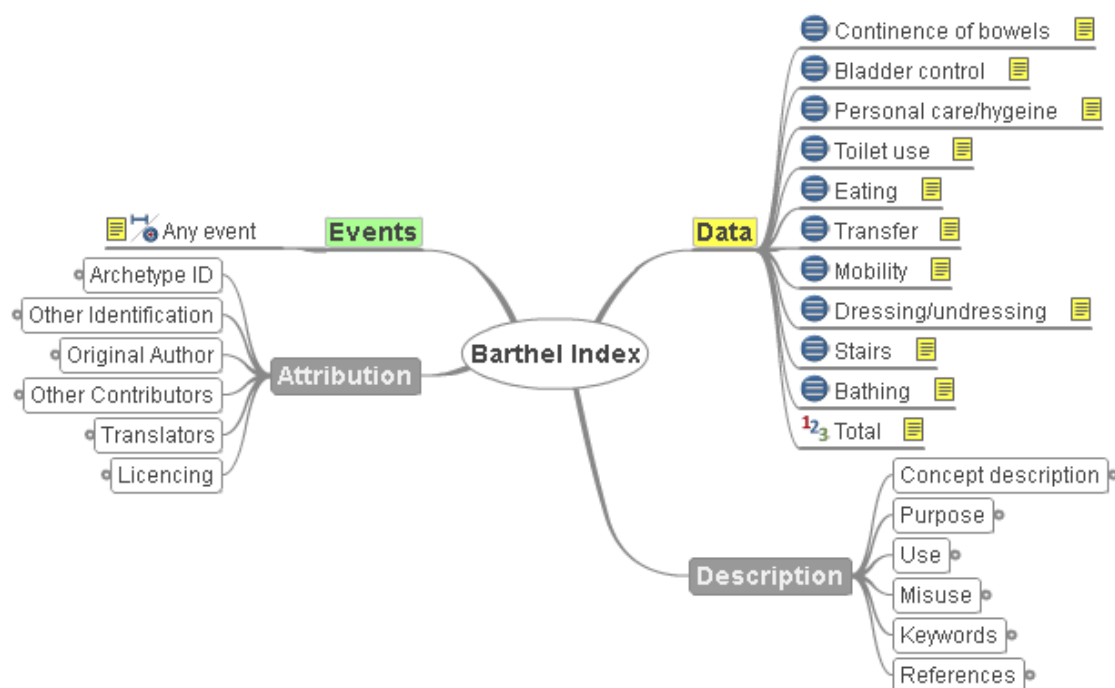 Barthel Index
Events
Any event
Attribution
Archetype ID
Other Identification
Original Author
Other Contributors
Translators
Licencing
Data
Continence of bowels
Bladder control
Personal care/hygeine
Toilet use
Eating
Transfer
Mobility
Dressing/undressing
Stairs
Bathing
123 Total
Description
Concept description
Purpose
Use
Misuse
Keywords
References